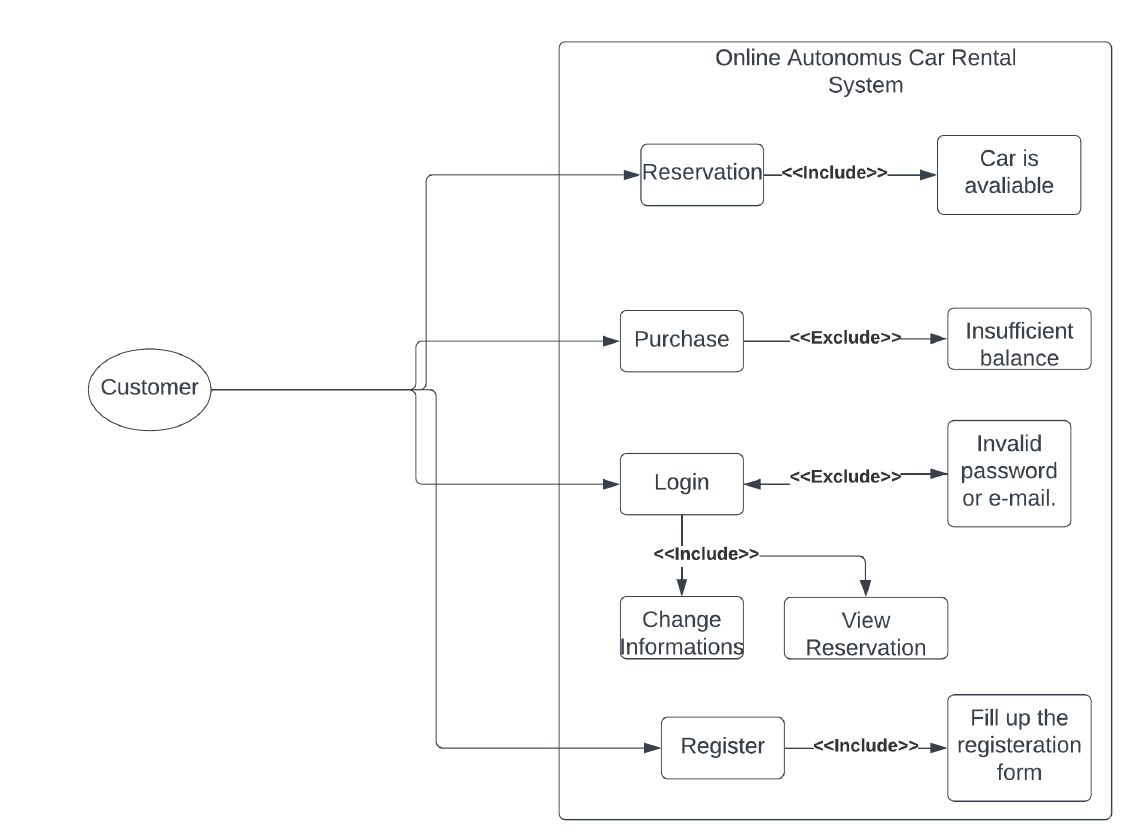 Online Autonomus Car Rental
System
Reservation
<<Include>>
Car is
avaliable
Purchase
<<Exclude>>
Insufficient
balance
Customer
Login
<<Exclude>>
Invalid
password
or e-mail.
<<Include>>
Change
Informations
View
Reservation
Register
<<Include>>
Fill up the
registeration
form